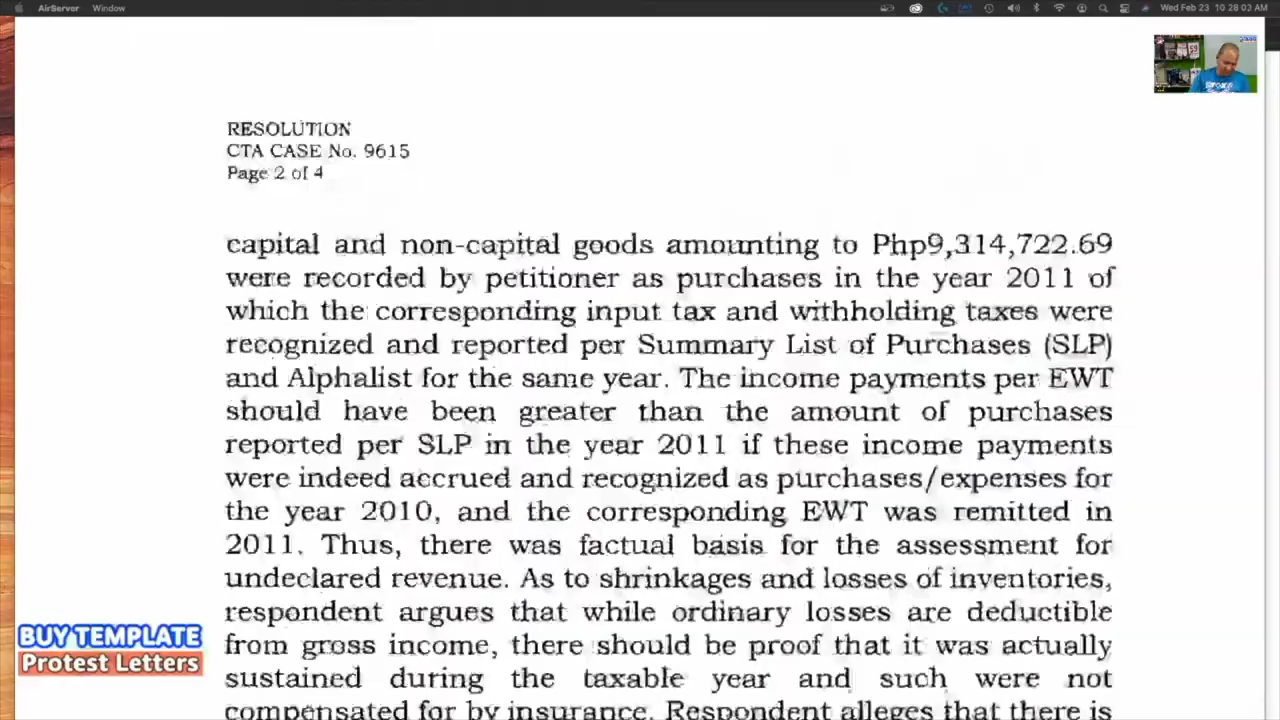 AirServer Window Wed Feb 23 10 28 03 AM
RESOLUTION
CTA CASE No. 9615
Page 2 of 4
capital and non-capital goods amounting to Php9,314,722.69
were recorded by petitioner as purchases in the year 2011 of
which the corresponding input tax and withholding taxes were
recognized and reported per Summary List of Purchases (SLP)
and Alphalist for the same year. The income payments per EWT
should have been greater than the amount of purchases
reported per SLP in the year 2011 if these income payments
were indeed accrued and recognized as purchases/expenses for
the year 2010, and the corresponding EWT was remitted in
2011. Thus, there was factual basis for the assessment for
undeclared revenue. As to shrinkages and losses of inventories,
respondent argues that while ordinary losses are deductible
from gross income, there should be proof that it was actually
sustained during the taxable year and such were not
compensated for by insurance. Respondent alleges that there is
BUY TEMPLATE
Protest Letters